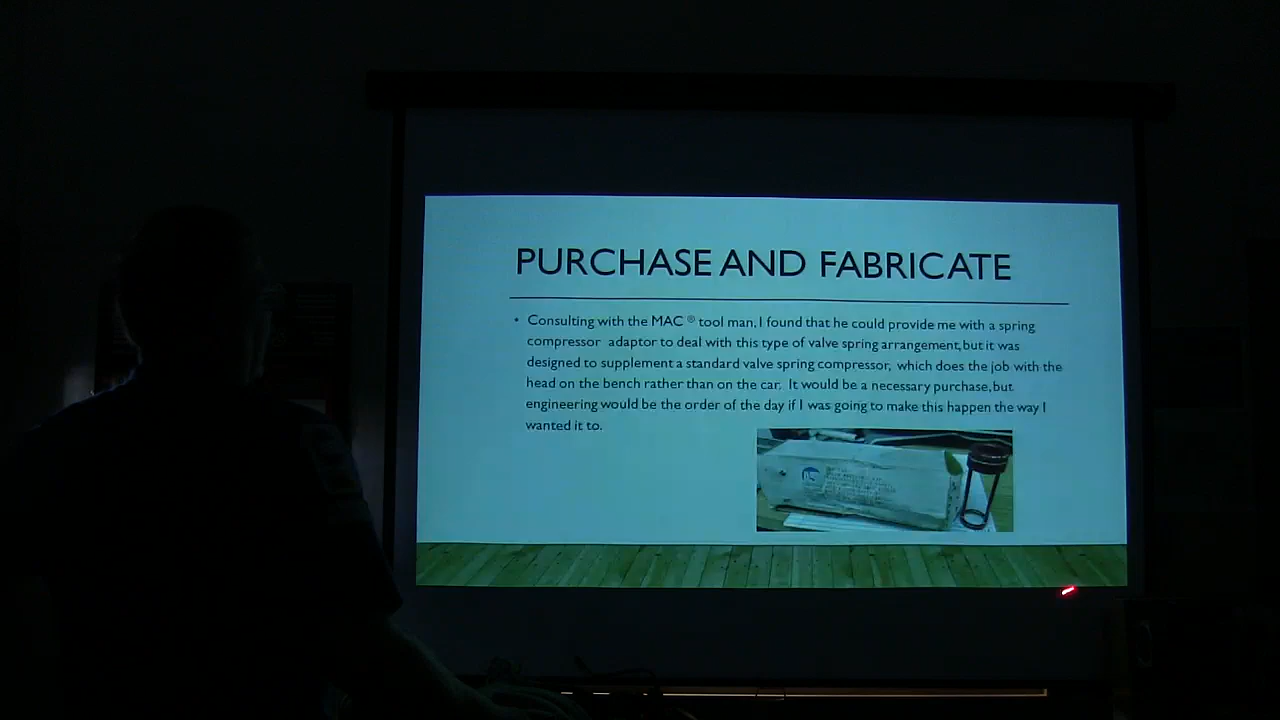 PURCHASE AND FABRICATE
• Consulting with the MAC ® tool man, I found that he could provide me with a spring
compressor adaptor to deal with this type of valve spring arrangement, but it was
designed to supplement a standard valve spring compressor, which does the job with the
head on the bench rather than on the car. It would be a necessary purchase, but
engineering would be the order of the day if I was going to make this happen the way I
wanted it to.